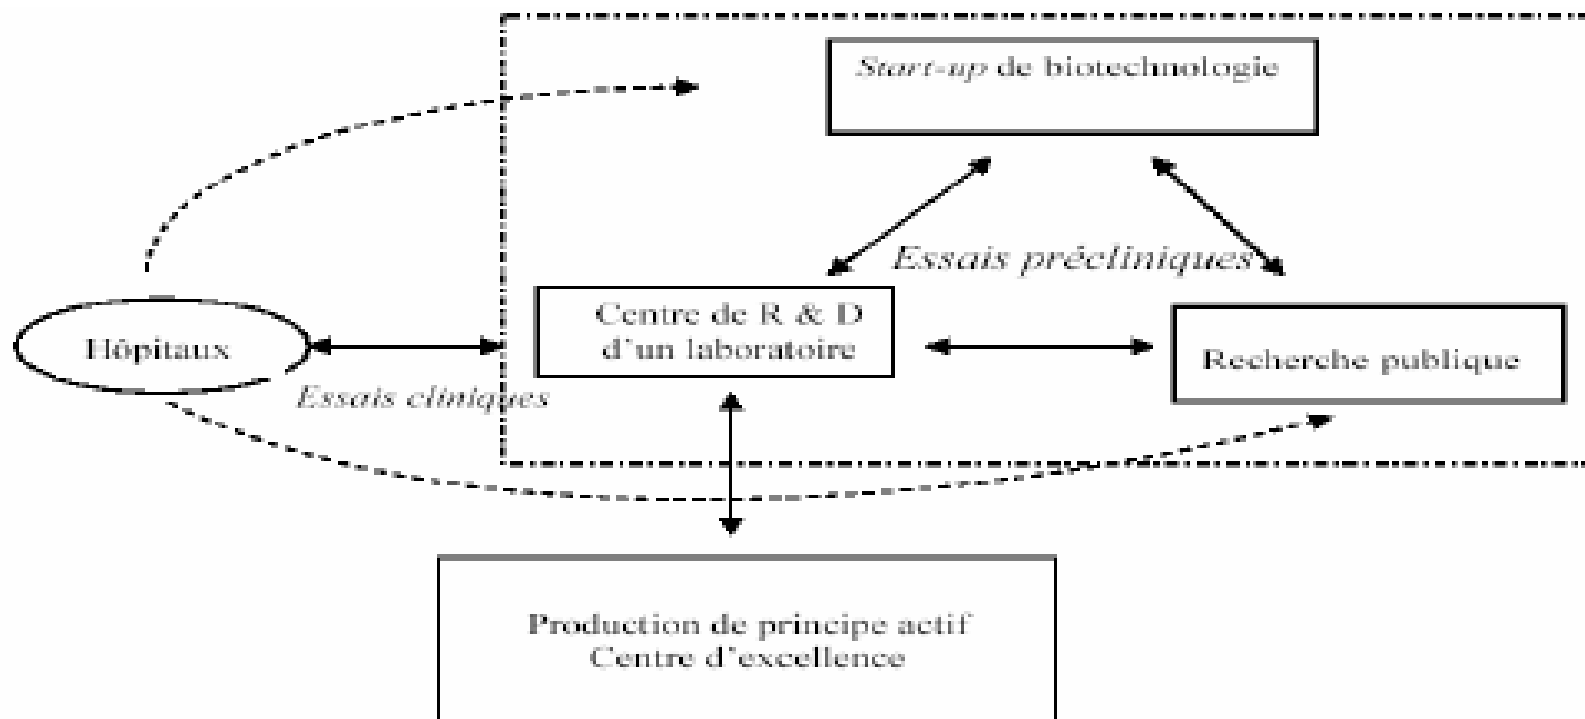 Start-up de biotechnologie
Essais précliniques
Centre de R & D
d'un laboratoire
Hôpitaux
Recherche publique
Essais cliniques
Production de principe actif
Centre d'excellence